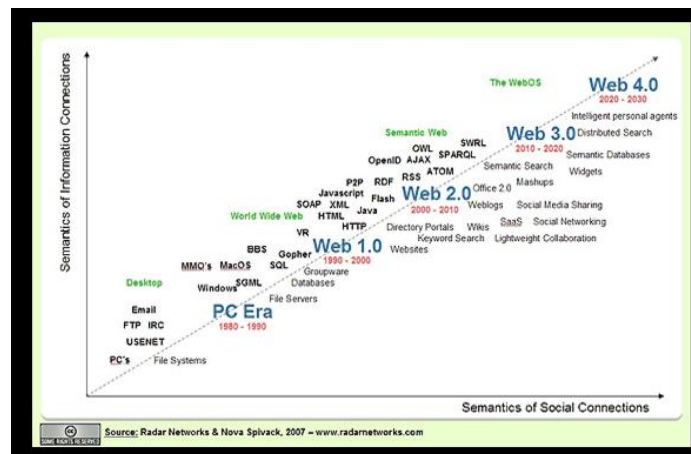 Semantics of Information Connections
The WebOS
Web 4.0
2020 - 2030
Intelligent personal agents
Semantic Web
Web 3.0
2010 - 2020
Distributed Search
SWRL
OWL
SPARQL
OpenID
AJAX
Semantic Databases
Semantic Search
ATOM
Widgets
P2P
RDF
RSS
Mashups
Office 2.0
Javascript
Flash
Web 2.0
2000 - 2010
SOAP
XML
Java
Weblogs
Social Media Sharing
World Wide Web
HTML
HTTP
Directory Portals
Wikis
SaaS
Social Networking
VR
Keyword Search
Lightweight Collaboration
BBS
Gopher
Web 1.0
1990 - 2000
Websites
MMO's
MacOS
SQL
Groupware
Desktop
Windows
SGML
Databases
File Servers
Email
PC Era
1980 - 1990
FTP
IRC
USENET
PC's
File Systems
Semantics of Social Connections
SOME RIGHTS RESERVED
Source: Radar Networks & Nova Spivack, 2007 – www.radarnetworks.com